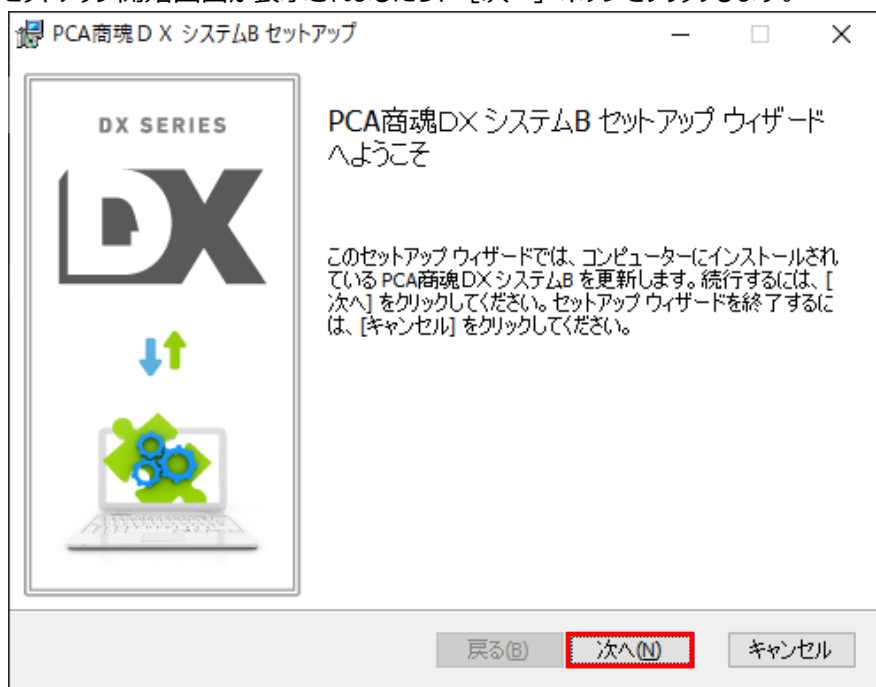 PCA商魂ＤＸ システムB セットアップ
DX SERIES
DX
PCA商魂DX システムB セットアップ ウィザード
へようこそ
このセットアップ ウィザードでは、コンピューターにインストールされ
ている PCA商魂DX システムB を更新します。続行するには、[
次へ] をクリックしてください。セットアップ ウィザードを終了するに
は、[キャンセル] をクリックしてください。
戻る(B)
次へ(N)
キャンセル